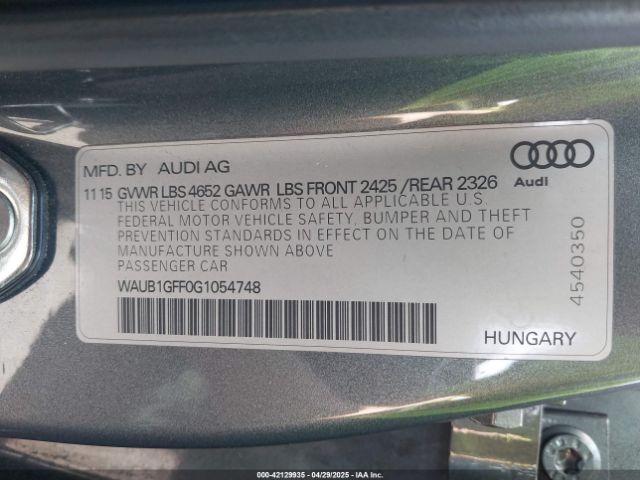 MFD. BY AUDI AG
11 15 GVWR LBS 4652 GAWR LBS FRONT 2425 /REAR 2326
THIS VEHICLE CONFORMS TO ALL APPLICABLE U.S.
FEDERAL MOTOR VEHICLE SAFETY, BUMPER AND THEFT
PREVENTION STANDARDS IN EFFECT ON THE DATE OF
MANUFACTURE SHOWN ABOVE
PASSENGER CAR
WAUB1GFF0G1054748
Audi
4540350
HUNGARY
000-42129935 - 04/29/2025 - IAA Inc.